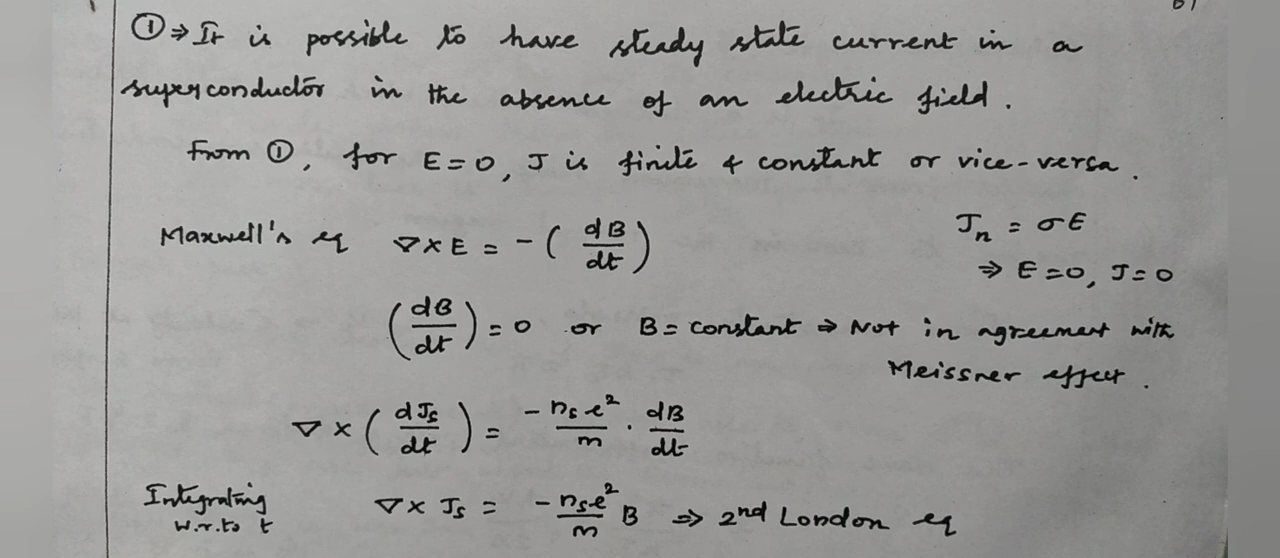 ① ⇒ It is possible to have steady state current in a
superconductor in the absence of an electric field.
From ①, for E = 0, J is finite & constant or vice-versa.
Maxwell's eq ∇ × E = - (dB/dt) Jₙ = σE
⇒ E = 0, J = 0
(dB/dt) = 0 or B = constant ⇒ Not in agreement with
Meissner effect.
∇ × (dJₛ/dt) = -nₛe²/m · dB/dt
Integrating ∇ × Jₛ = -nₛe²/m B ⇒ 2nd London eq
w.r.to t